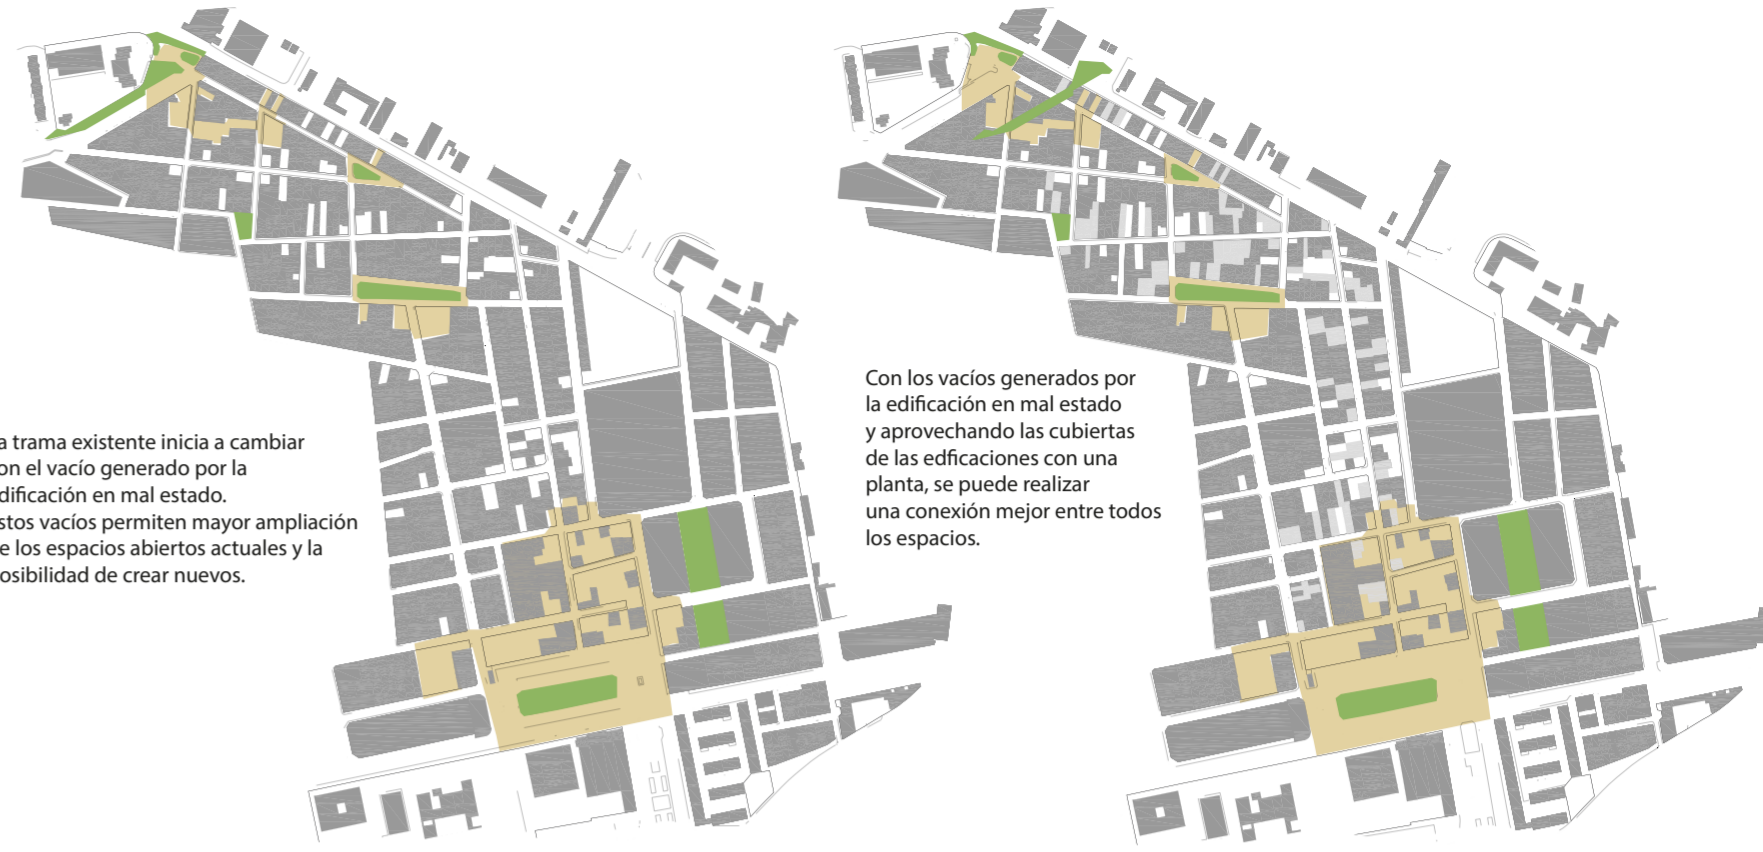 a trama existente inicia a cambiar
on el vacío generado por la
dificación en mal estado.
stos vacíos permiten mayor ampliación
e los espacios abiertos actuales y la
osibilidad de crear nuevos.
Con los vacíos generados por
la edificación en mal estado
y aprovechando las cubiertas
de las edficaciones con una
planta, se puede realizar
una conexión mejor entre todos
los espacios.